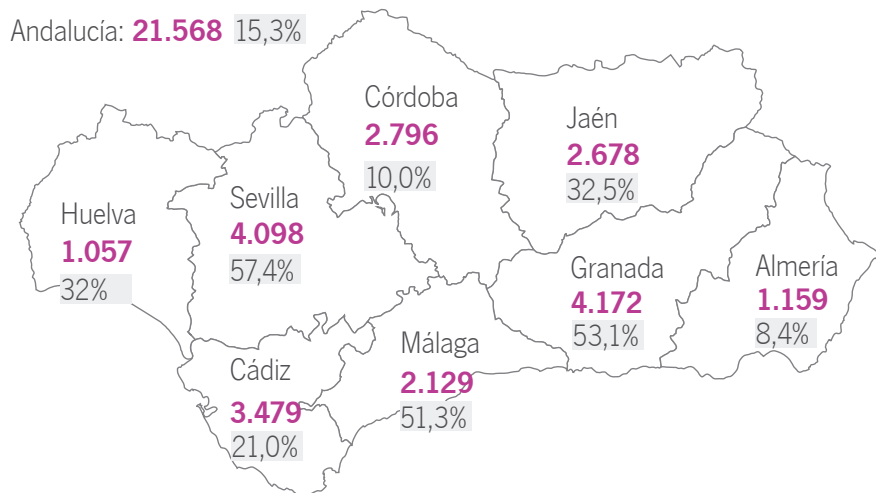 Andalucía: 21.568 15,3%
Córdoba
2.796
10,0%
Jaén
2.678
32,5%
Huelva
1.057
32%
Sevilla
4.098
57,4%
Granada
4.172
53,1%
Almería
1.159
8,4%
Cádiz
3.479
21,0%
Málaga
2.129
51,3%